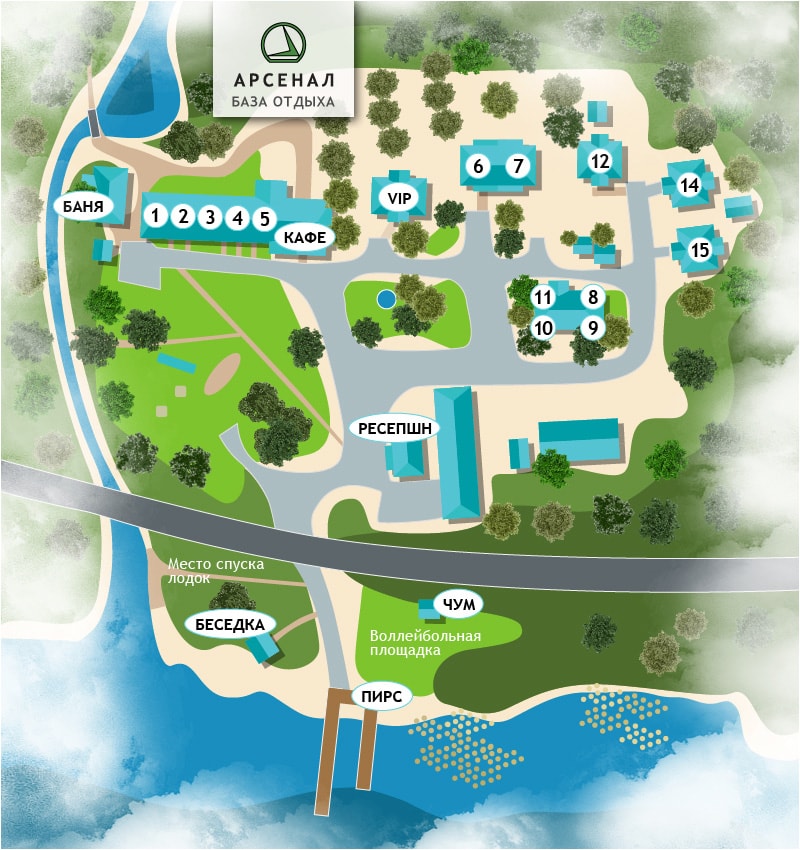 АРСЕНАЛ
БАЗА ОТДЫХА
6
7
12
14
VIP
БАНЯ
1
2
3
4
5
КАФЕ
15
11
8
10
9
РЕСЕПШН
Место спуска
лодок
ЧУМ
БЕСЕДКА
Воллейбольная
площадка
ПИРС